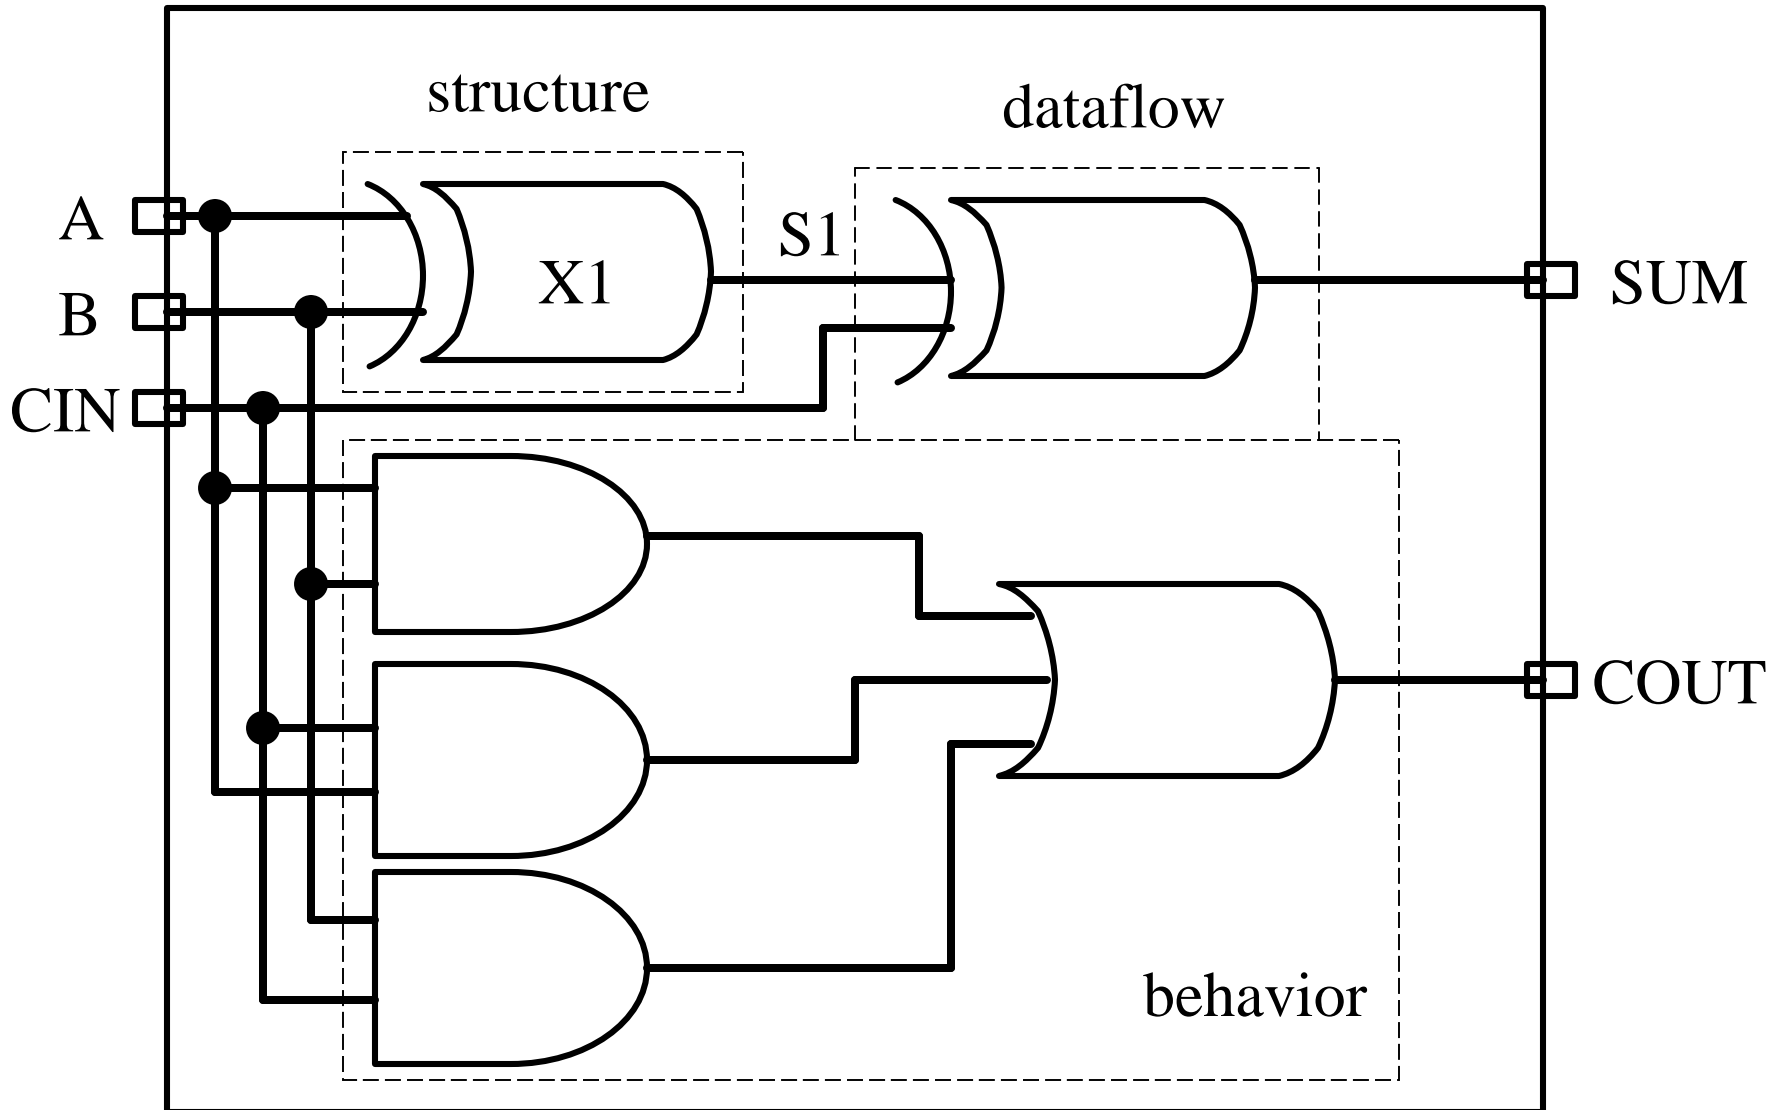 structure
dataflow
A
S1
X1
SUM
B
CIN
COUT
behavior